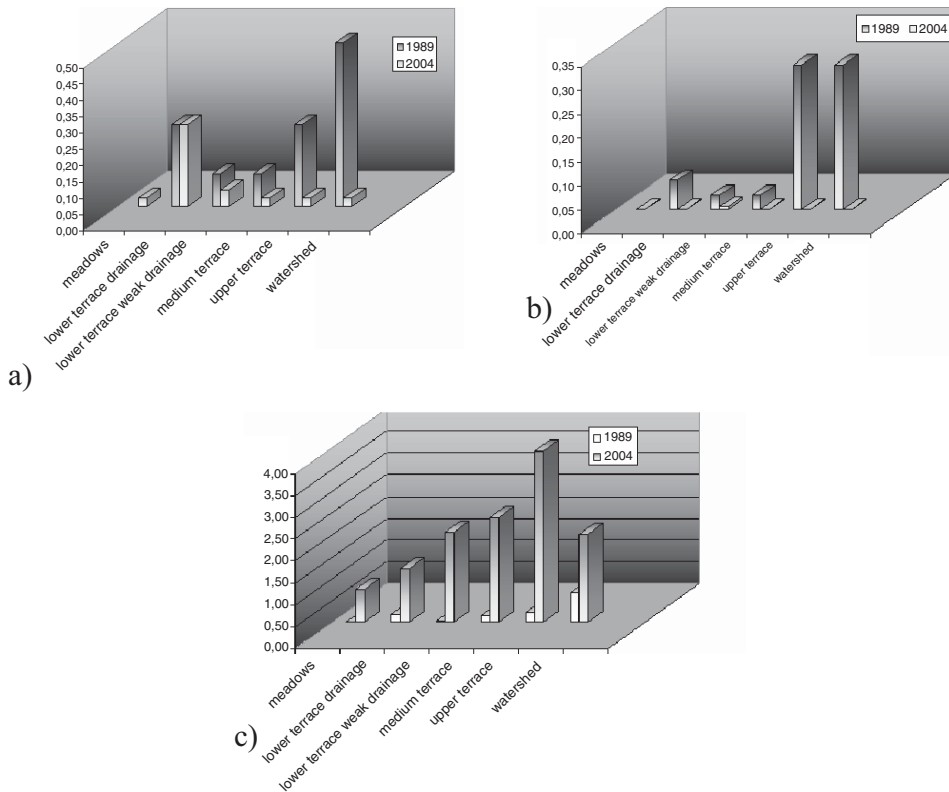 0,50
0,45
0,40
0,35
0,30
0,25
0,20
0,15
0,10
0,05
0,00
1989
2004
meadows
lower terrace drainage
lower terrace weak drainage
medium terrace
upper terrace
watershed
a)
0,35
0,30
0,25
0,20
0,15
0,10
0,05
0,00
1989 2004
meadows
lower terrace drainage
lower terrace weak drainage
medium terrace
upper terrace
watershed
b)
4,00
3,50
3,00
2,50
2,00
1,50
1,00
0,50
0,00
1989
2004
meadows
lower terrace drainage
lower terrace weak drainage
medium terrace
upper terrace
watershed
c)